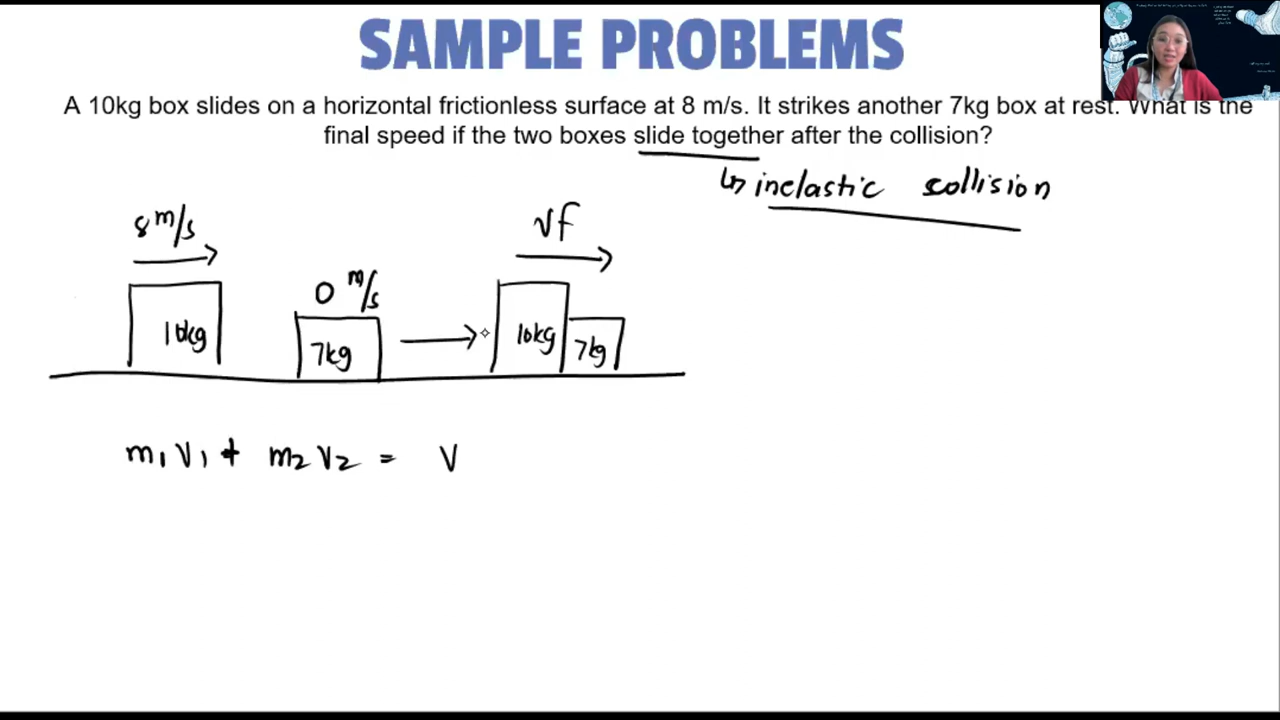 SAMPLE PROBLEMS
A 10kg box slides on a horizontal frictionless surface at 8 m/s. It strikes another 7kg box at rest. What is the
final speed if the two boxes slide together after the collision?
↳ inelastic collision
8 m/s
vf
0 m/s
10kg
7kg
10kg
7kg
m₁v₁ + m₂v₂ = v